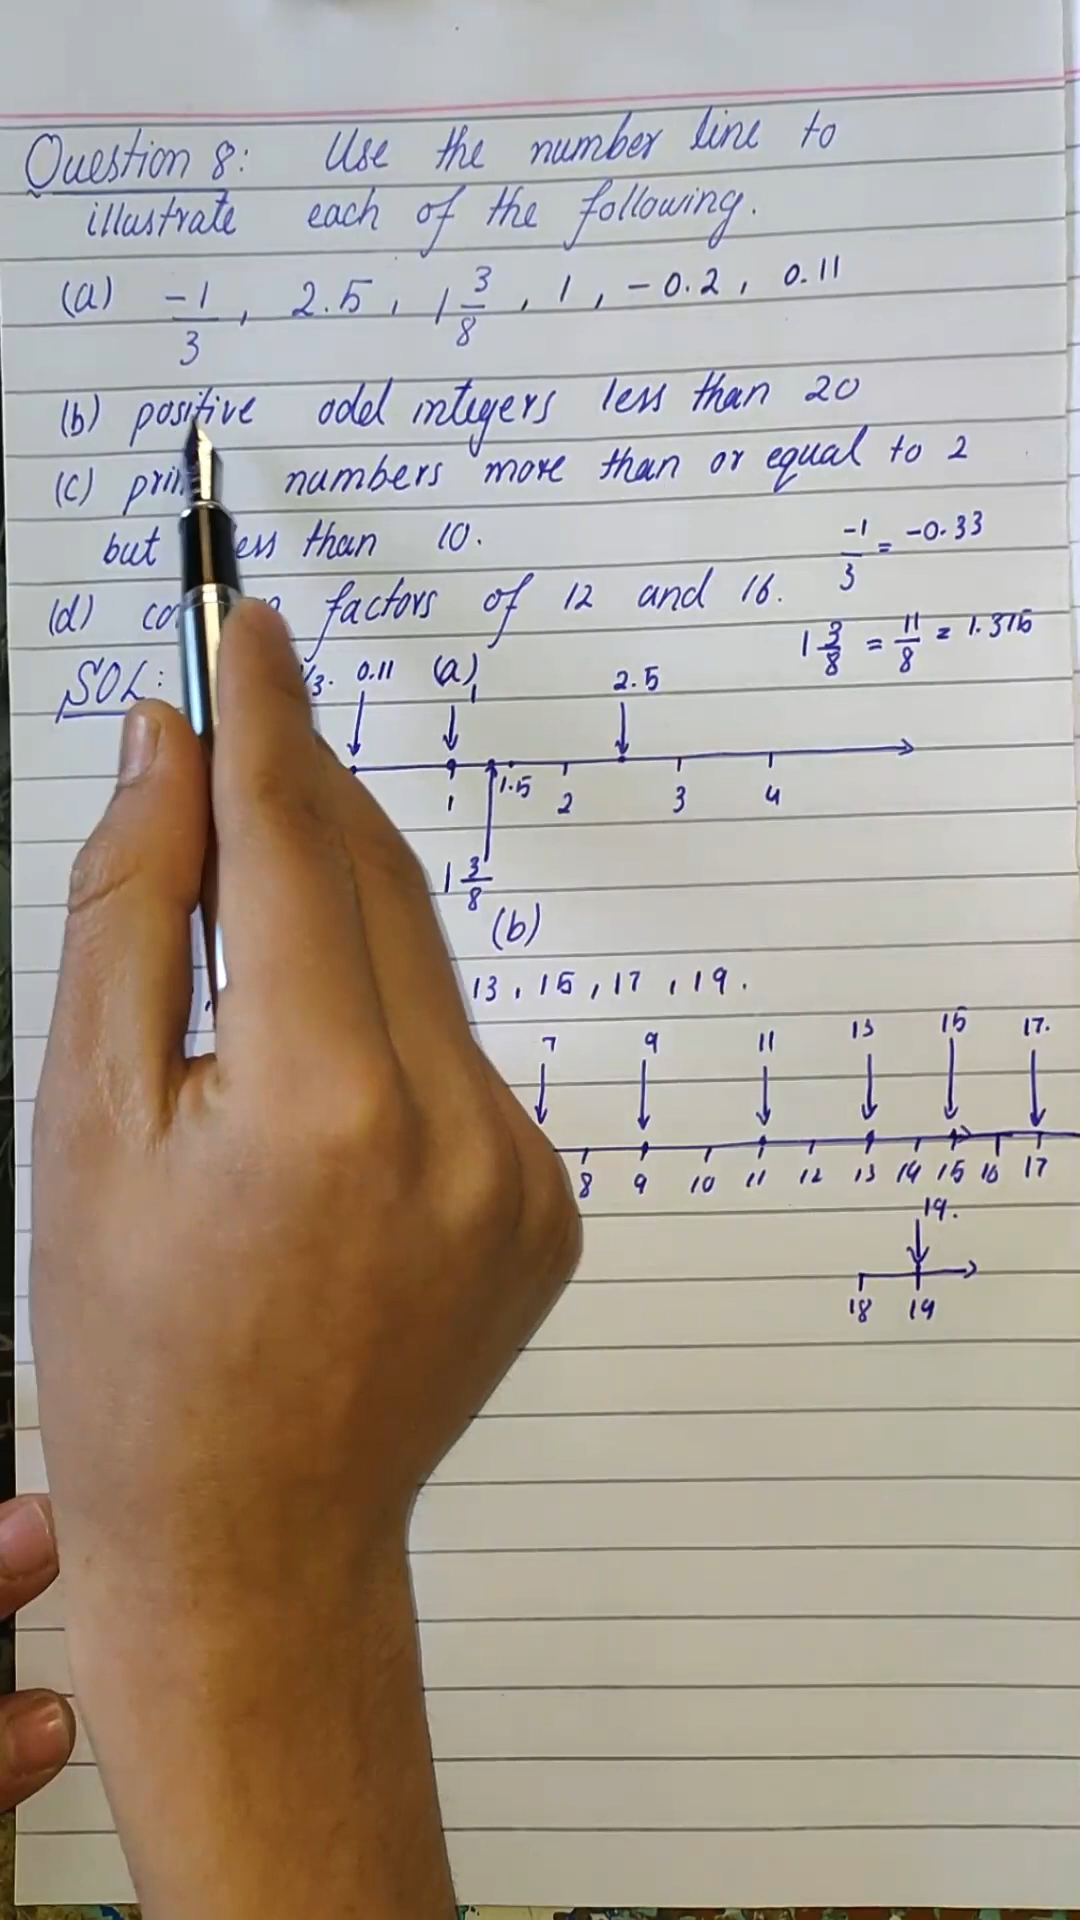 Question 8: Use the number line to
illustrate each of the following.
(a) -1/3, 2.5, 1 3/8, 1, -0.2, 0.11
(b) positive odd integers less than 20
(c) numbers more than or equal to 2
but than 10.
-1/3 = -0.33
(d) factors of 12 and 16.
1 3/8 = 11/8 = 1.375
SOL: 0.11 (a) 1 2.5
1 1.5 2 3 4
1 3/8
(b)
13, 15, 17, 19.
7 9 11 13 15 17.
8 9 10 11 12 13 14 15 16 17
19.
18 19